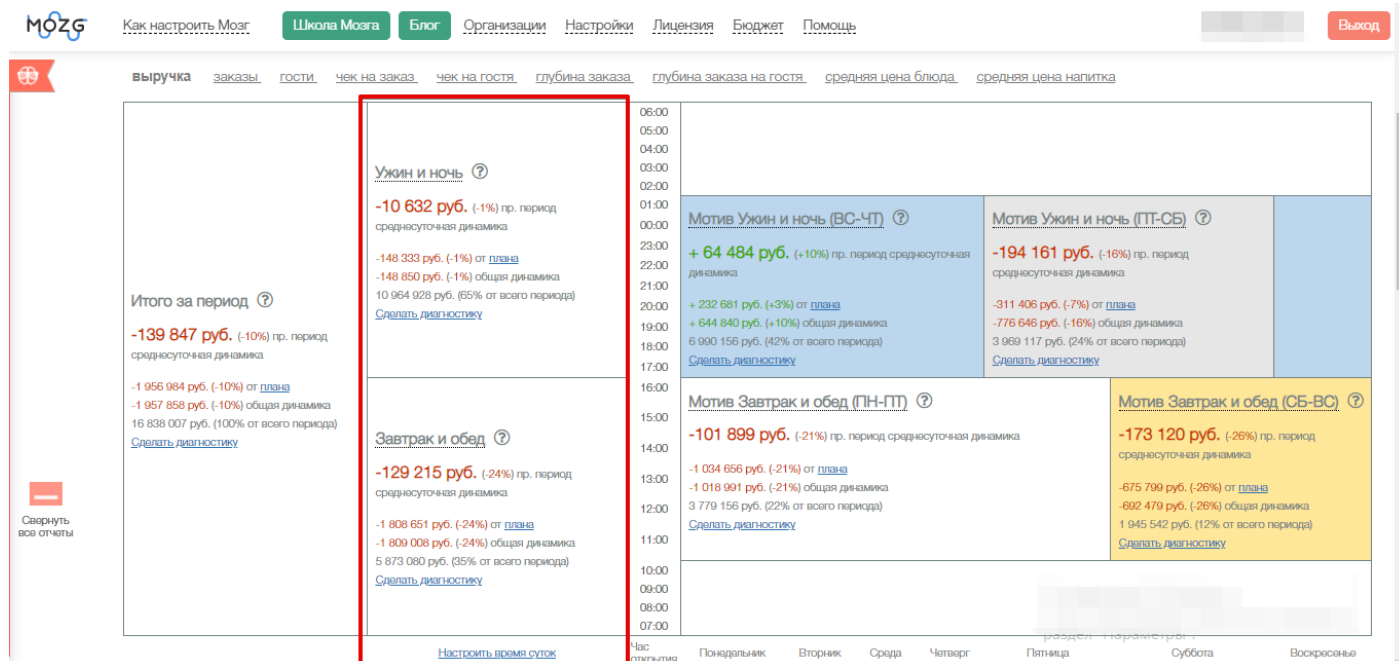 MOZG
Как настроить Мозг
Школа Мозга
Блог
Организации
Настройки
Лицензия
Бюджет
Помощь
Выход
выручка
заказы
гости
чек на заказ
чек на гостя
глубина заказа
глубина заказа на гостя
средняя цена блюда
средняя цена напитка
Итого за период ?
-139 847 руб. (-10%) пр. период
среднесуточная динамика
-1 956 984 руб. (-10%) от плана
-1 957 858 руб. (-10%) общая динамика
16 838 007 руб. (100% от всего периода)
Сделать диагностику
Ужин и ночь ?
-10 632 руб. (-1%) пр. период
среднесуточная динамика
-148 333 руб. (-1%) от плана
-148 850 руб. (-1%) общая динамика
10 964 928 руб. (65% от всего периода)
Сделать диагностику
Завтрак и обед ?
-129 215 руб. (-24%) пр. период
среднесуточная динамика
-1 808 651 руб. (-24%) от плана
-1 809 008 руб. (-24%) общая динамика
5 873 080 руб. (35% от всего периода)
Сделать диагностику
Настроить время суток
06:00
05:00
04:00
03:00
02:00
01:00
00:00
23:00
22:00
21:00
20:00
19:00
18:00
17:00
16:00
15:00
14:00
13:00
12:00
11:00
10:00
09:00
08:00
07:00
Час
открытия
Мотив Ужин и ночь (ВС-ЧТ) ?
+ 64 484 руб. (+10%) пр. период среднесуточная
динамика
+ 232 681 руб. (+3%) от плана
+ 644 840 руб. (+10%) общая динамика
6 990 156 руб. (42% от всего периода)
Сделать диагностику
Мотив Ужин и ночь (ПТ-СБ) ?
-194 161 руб. (-16%) пр. период
среднесуточная динамика
-311 406 руб. (-7%) от плана
-776 646 руб. (-16%) общая динамика
3 969 117 руб. (24% от всего периода)
Сделать диагностику
Мотив Завтрак и обед (ПН-ПТ) ?
-101 899 руб. (-21%) пр. период среднесуточная динамика
-1 034 656 руб. (-21%) от плана
-1 018 991 руб. (-21%) общая динамика
3 779 156 руб. (22% от всего периода)
Сделать диагностику
Мотив Завтрак и обед (СБ-ВС) ?
-173 120 руб. (-26%) пр. период
среднесуточная динамика
-675 799 руб. (-26%) от плана
-692 479 руб. (-26%) общая динамика
1 945 542 руб. (12% от всего периода)
Сделать диагностику
Понедельник
Вторник
Среда
Четверг
Пятница
Суббота
Воскресенье
Свернуть
все отчеты